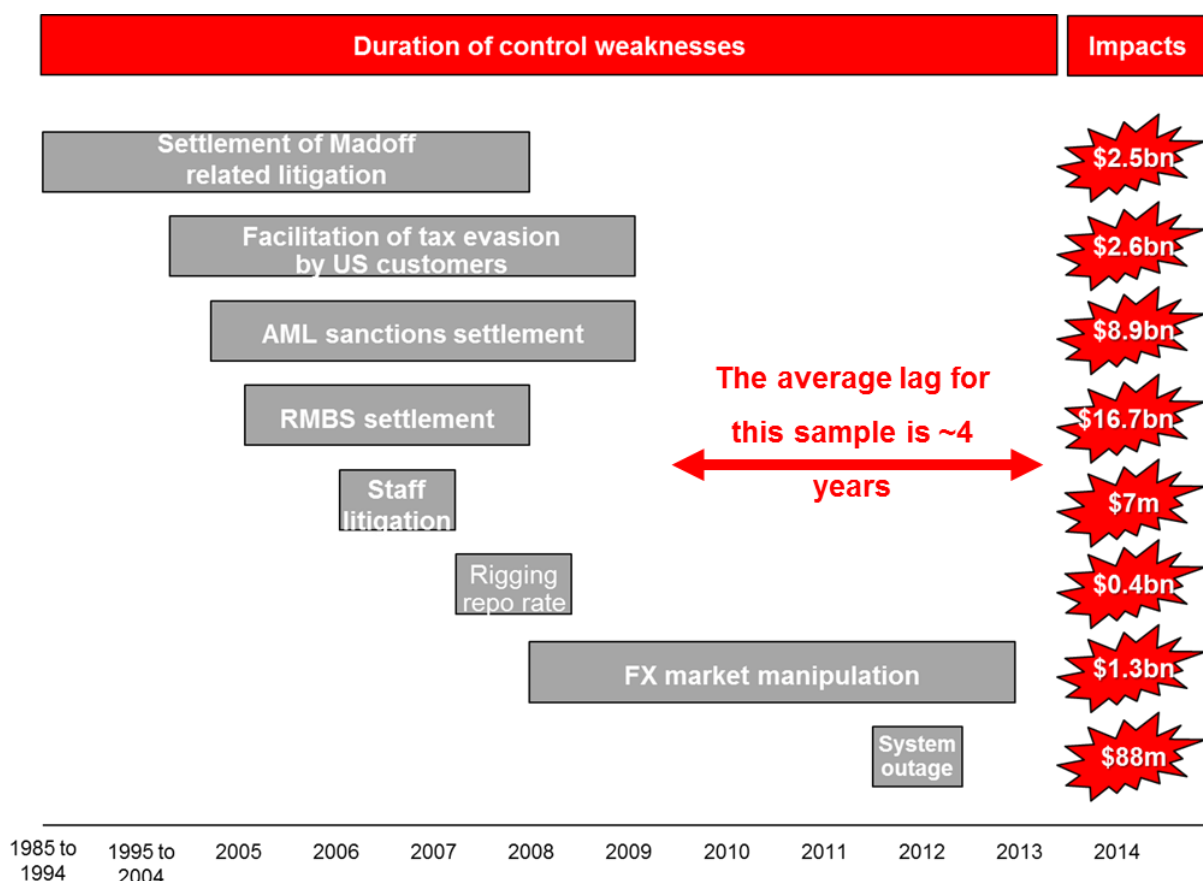 Duration of control weaknesses
Impacts
Settlement of Madoff
related litigation
$2.5bn
Facilitation of tax evasion
by US customers
$2.6bn
AML sanctions settlement
$8.9bn
RMBS settlement
$16.7bn
The average lag for
this sample is ~4
years
Staff
litigation
$7m
Rigging
repo rate
$0.4bn
FX market manipulation
$1.3bn
System
outage
$88m
1985 to
1994
1995 to
2004
2005
2006
2007
2008
2009
2010
2011
2012
2013
2014